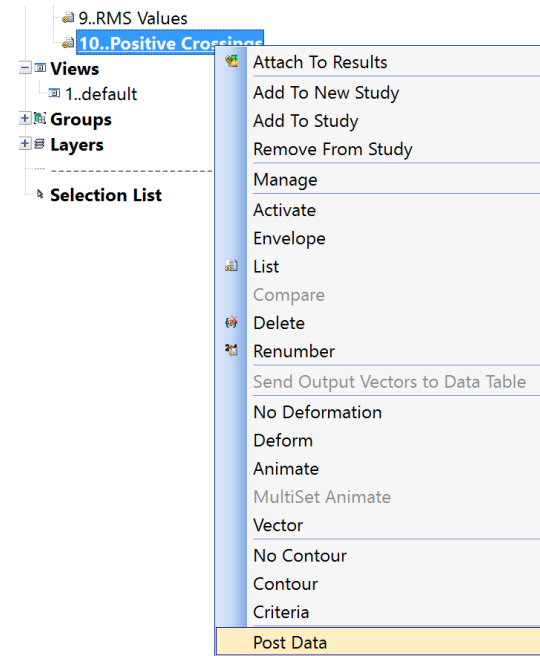 9..RMS Values
10..Positive Crossings
Views
1..default
Groups
Layers
Selection List
Attach To Results
Add To New Study
Add To Study
Remove From Study
Manage
Activate
Envelope
List
Compare
Delete
Renumber
Send Output Vectors to Data Table
No Deformation
Deform
Animate
MultiSet Animate
Vector
No Contour
Contour
Criteria
Post Data